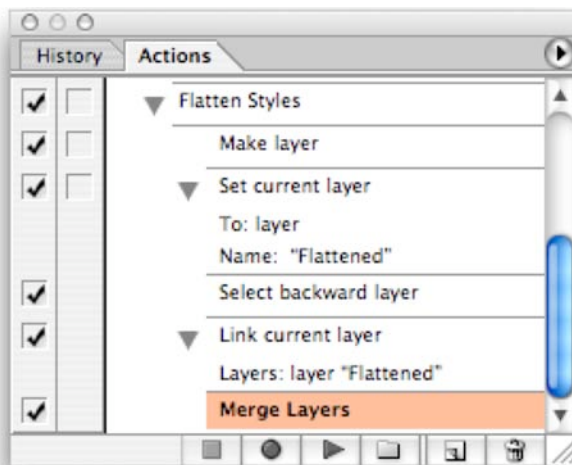 History Actions
Flatten Styles
Make layer
Set current layer
To: layer
Name: "Flattened"
Select backward layer
Link current layer
Layers: layer "Flattened"
Merge Layers